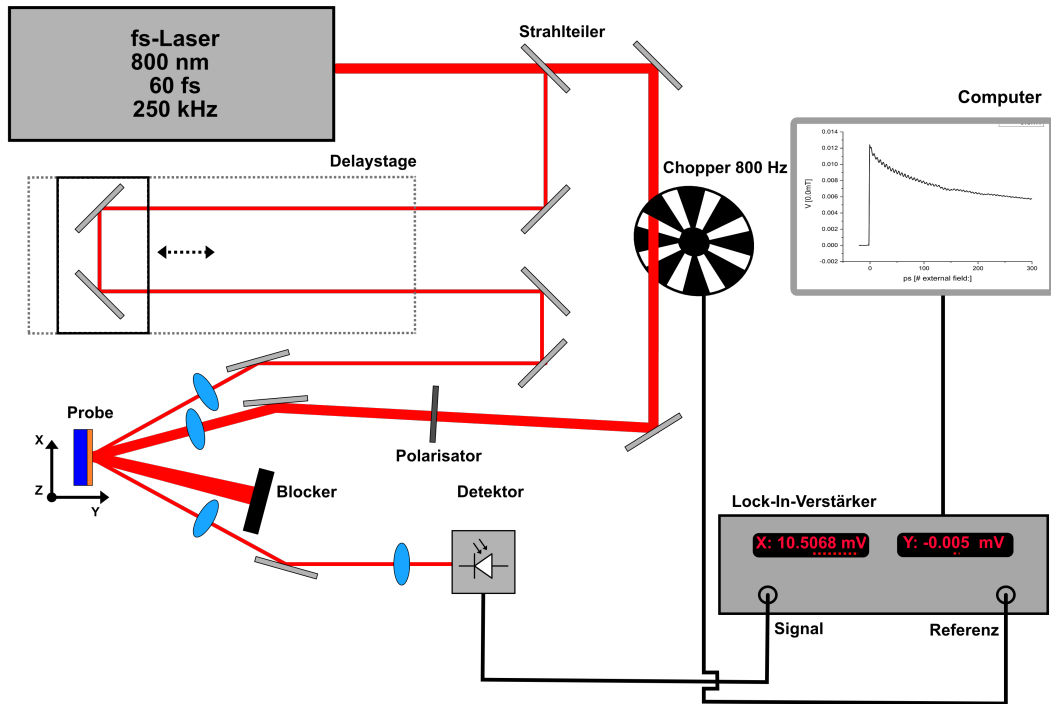 fs-Laser
800 nm
60 fs
250 kHz
Strahlteiler
Computer
Delaystage
Chopper 800 Hz
0.014
0.012
0.010
0.008
0.006
0.004
0.002
0.000
-0.002
V [0.0mT]
0
100
200
300
ps [# external field:]
Probe
X
Z
Y
Polarisator
Blocker
Detektor
Lock-In-Verstärker
X: 10.5068 mV
Y: -0.005 mV
Signal
Referenz